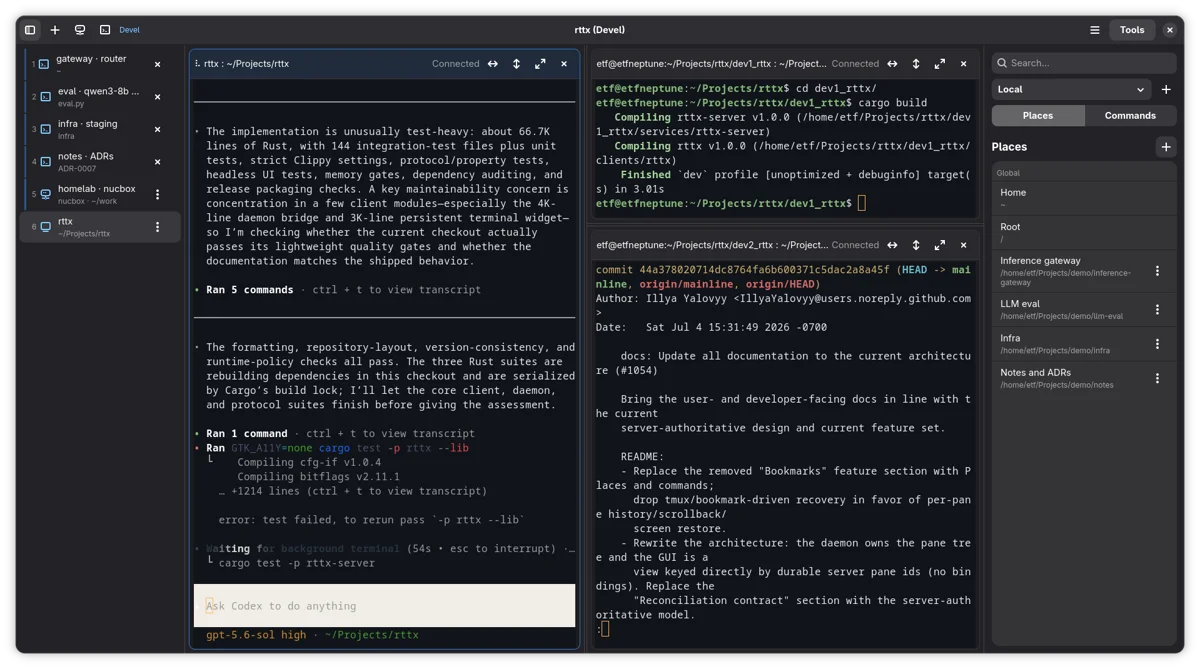 Devel
rttx (Devel)
Tools
1 gateway · router
~
2 eval · qwen3-8b ...
eval.py
3 infra · staging
infra
4 notes · ADRs
ADR-0007
5 homelab · nucbox
nucbox · ~/work
6 rttx
~/Projects/rttx
rttx : ~/Projects/rttx
Connected
• The implementation is unusually test-heavy: about 66.7K
lines of Rust, with 144 integration-test files plus unit
tests, strict Clippy settings, protocol/property tests,
headless UI tests, memory gates, dependency auditing, and
release packaging checks. A key maintainability concern is
concentration in a few client modules—especially the 4K-
line daemon bridge and 3K-line persistent terminal widget—
so I’m checking whether the current checkout actually
passes its lightweight quality gates and whether the
documentation matches the shipped behavior.
• Ran 5 commands · ctrl + t to view transcript
• The formatting, repository-layout, version-consistency, and
runtime-policy checks all pass. The three Rust suites are
rebuilding dependencies in this checkout and are serialized
by Cargo’s build lock; I’ll let the core client, daemon,
and protocol suites finish before giving the assessment.
• Ran 1 command · ctrl + t to view transcript
• Ran GTK_A11Y=none cargo test -p rttx --lib
└ Compiling cfg-if v1.0.4
Compiling bitflags v2.11.1
… +1214 lines (ctrl + t to view transcript)
error: test failed, to rerun pass `-p rttx --lib`
• Waiting for background terminal (54s • esc to interrupt) ·…
└ cargo test -p rttx-server
Ask Codex to do anything
gpt-5.6-sol high · ~/Projects/rttx
etf@etfneptune:~/Projects/rttx/dev1_rttx : ~/Project...
Connected
etf@etfneptune:~/Projects/rttx$ cd dev1_rttx/
etf@etfneptune:~/Projects/rttx/dev1_rttx$ cargo build
Compiling rttx-server v1.0.0 (/home/etf/Projects/rttx/dev
1_rttx/services/rttx-server)
Compiling rttx v1.0.0 (/home/etf/Projects/rttx/dev1_rttx/
clients/rttx)
Finished `dev` profile [unoptimized + debuginfo] target(
s) in 3.01s
etf@etfneptune:~/Projects/rttx/dev1_rttx$
etf@etfneptune:~/Projects/rttx/dev2_rttx : ~/Project...
Connected
commit 44a378020714dc8764fa6b600371c5dac2a8a45f (HEAD -> mai
nline, origin/mainline, origin/HEAD)
Author: Illya Yalovyy <IllyaYalovyy@users.noreply.github.com
>
Date: Sat Jul 4 15:31:49 2026 -0700
docs: Update all documentation to the current architectu
re (#1054)
Bring the user- and developer-facing docs in line with t
he current
server-authoritative design and current feature set.
README:
- Replace the removed "Bookmarks" feature section with P
laces and commands;
drop tmux/bookmark-driven recovery in favor of per-pan
e history/scrollback/
screen restore.
- Rewrite the architecture: the daemon owns the pane tre
e and the GUI is a
view keyed directly by durable server pane ids (no bin
dings). Replace the
"Reconciliation contract" section with the server-auth
oritative model.
:
Search...
Local
Places
Commands
Places
Global
Home
~
Root
/
Inference gateway
/home/etf/Projects/demo/inference-
gateway
LLM eval
/home/etf/Projects/demo/llm-eval
Infra
/home/etf/Projects/demo/infra
Notes and ADRs
/home/etf/Projects/demo/notes